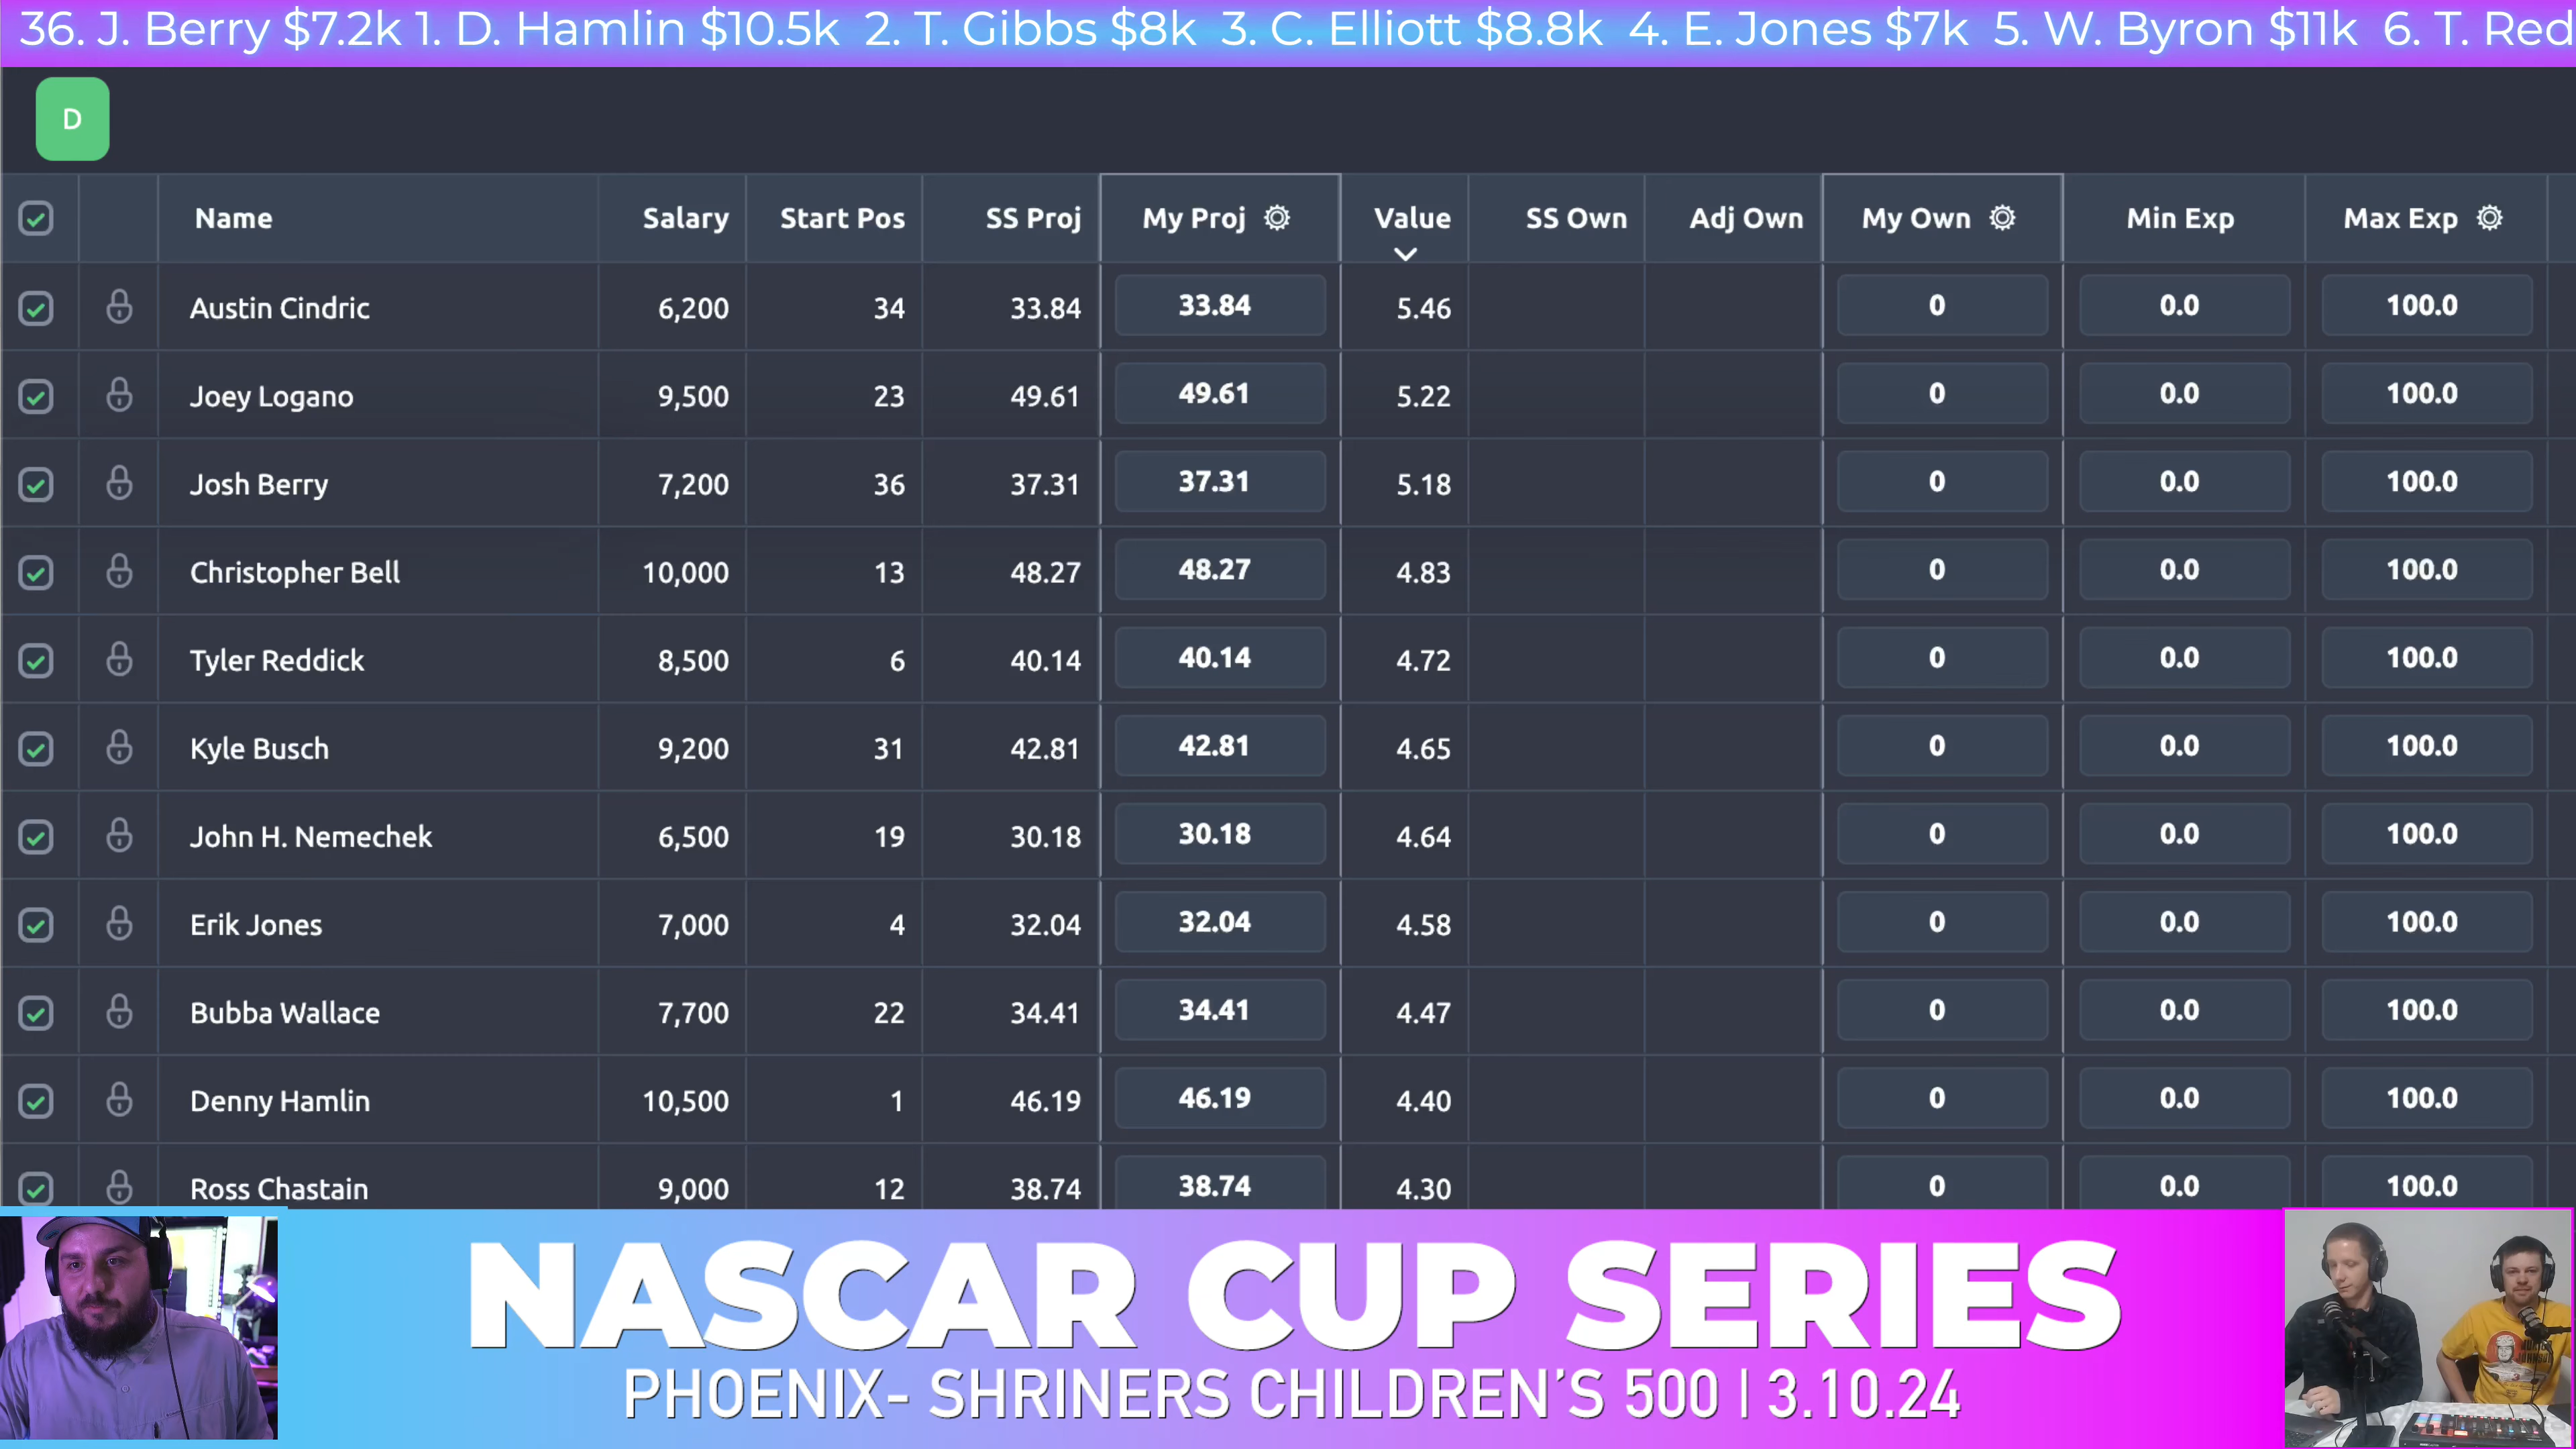 36. J. Berry $7.2k 1. D. Hamlin $10.5k 2. T. Gibbs $8k 3. C. Elliott $8.8k 4. E. Jones $7k 5. W. Byron $11k 6. T. Red
D
Name Salary Start Pos SS Proj My Proj Value SS Own Adj Own My Own Min Exp Max Exp
Austin Cindric 6,200 34 33.84 33.84 5.46 0 0.0 100.0
Joey Logano 9,500 23 49.61 49.61 5.22 0 0.0 100.0
Josh Berry 7,200 36 37.31 37.31 5.18 0 0.0 100.0
Christopher Bell 10,000 13 48.27 48.27 4.83 0 0.0 100.0
Tyler Reddick 8,500 6 40.14 40.14 4.72 0 0.0 100.0
Kyle Busch 9,200 31 42.81 42.81 4.65 0 0.0 100.0
John H. Nemechek 6,500 19 30.18 30.18 4.64 0 0.0 100.0
Erik Jones 7,000 4 32.04 32.04 4.58 0 0.0 100.0
Bubba Wallace 7,700 22 34.41 34.41 4.47 0 0.0 100.0
Denny Hamlin 10,500 1 46.19 46.19 4.40 0 0.0 100.0
Ross Chastain 9,000 12 38.74 38.74 4.30 0 0.0 100.0
NASCAR CUP SERIES
PHOENIX- SHRINERS CHILDREN'S 500 | 3.10.24